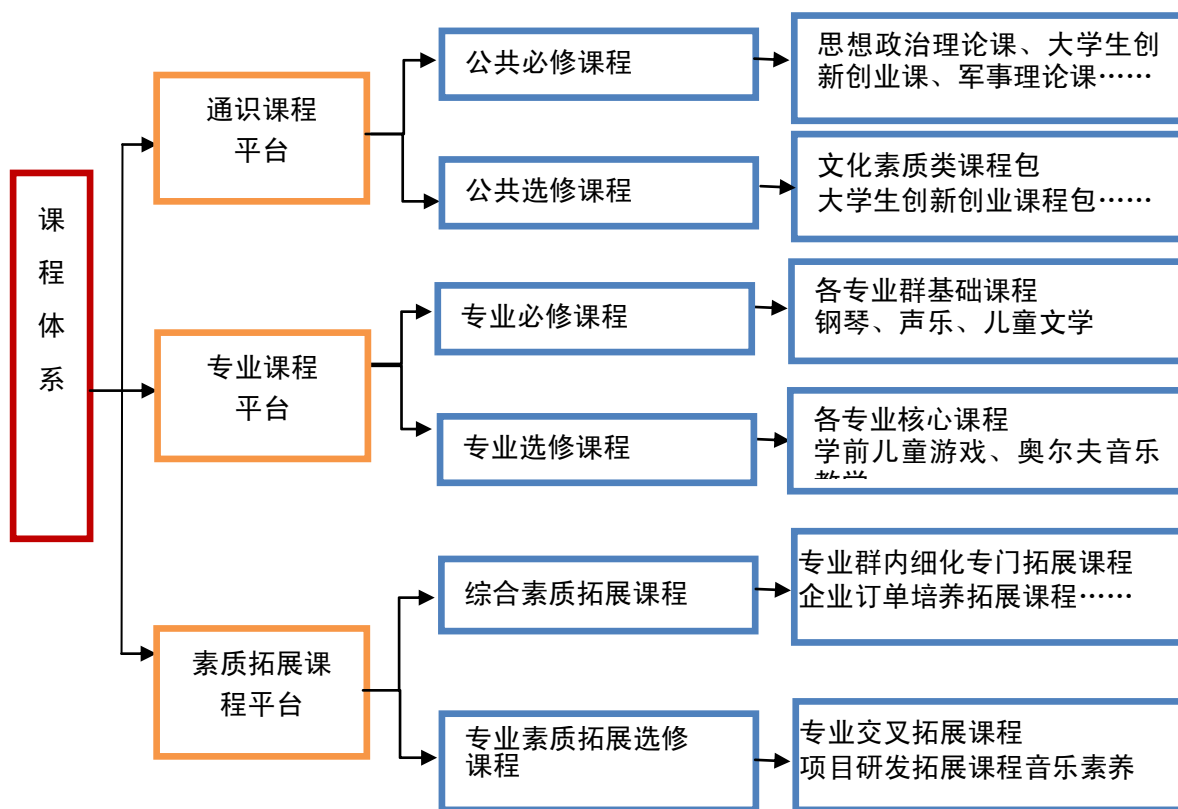 课程体系
通识课程
平台
公共必修课程
思想政治理论课、大学生创
新创业课、军事理论课……
公共选修课程
文化素质类课程包
大学生创新创业课程包……
专业课程
平台
专业必修课程
各专业群基础课程
钢琴、声乐、儿童文学
专业选修课程
各专业核心课程
学前儿童游戏、奥尔夫音乐
素质拓展课
程平台
综合素质拓展课程
专业群内细化专门拓展课程
企业订单培养拓展课程……
专业素质拓展选修
课程
专业交叉拓展课程
项目研发拓展课程音乐素养